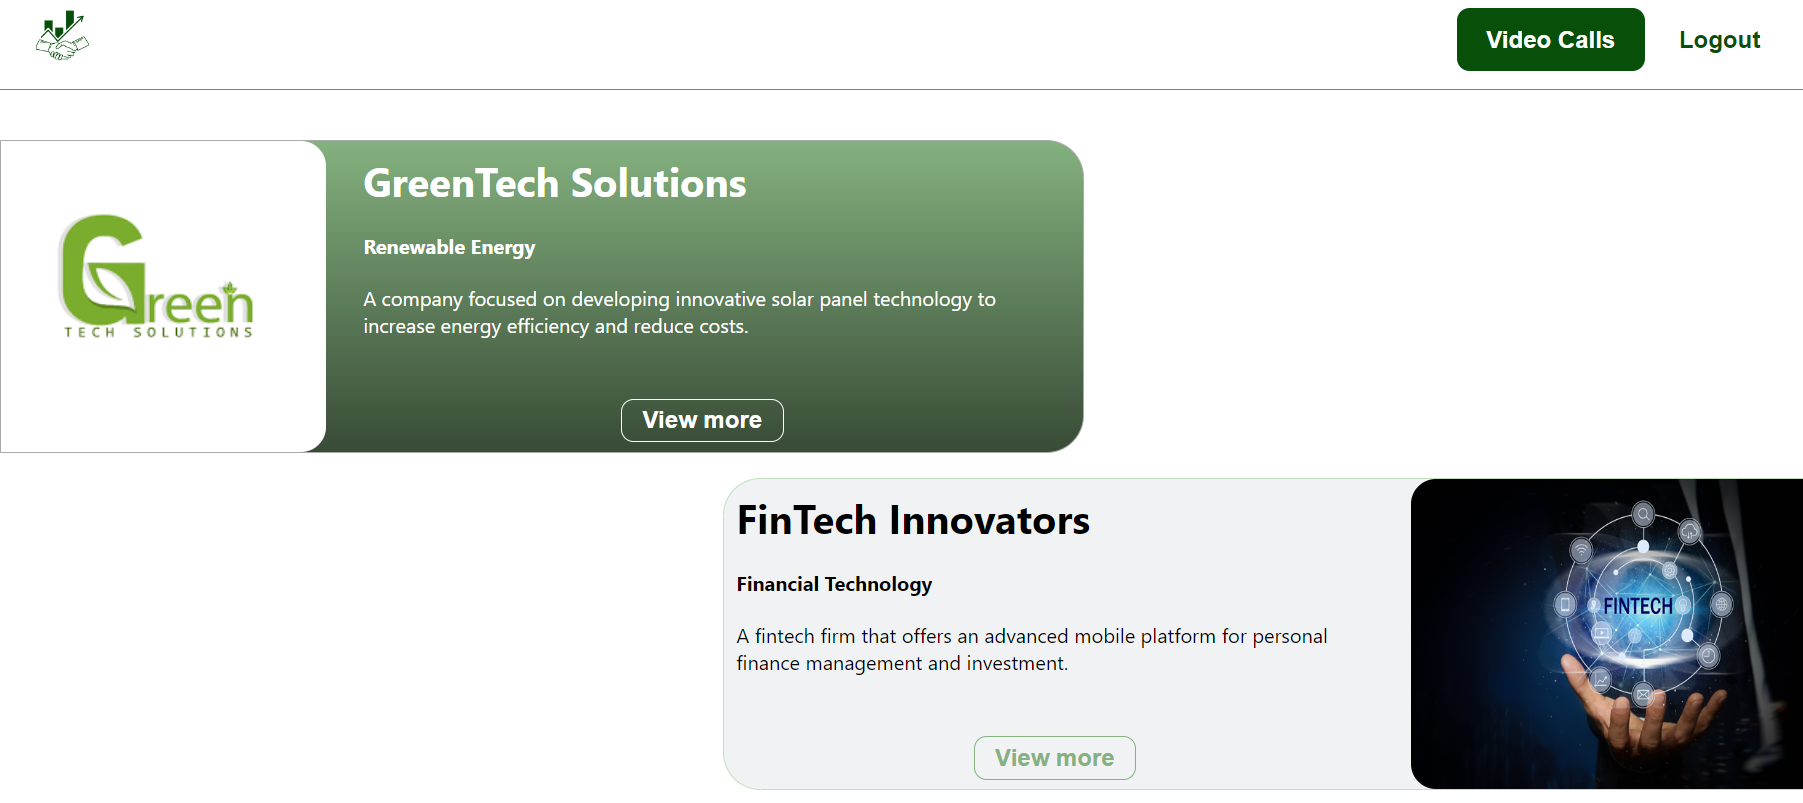 Video Calls
Logout
GreenTech Solutions
Green
TECH SOLUTIONS
Renewable Energy
A company focused on developing innovative solar panel technology to
increase energy efficiency and reduce costs.
View more
FinTech Innovators
Financial Technology
A fintech firm that offers an advanced mobile platform for personal
finance management and investment.
View more
FINTECH